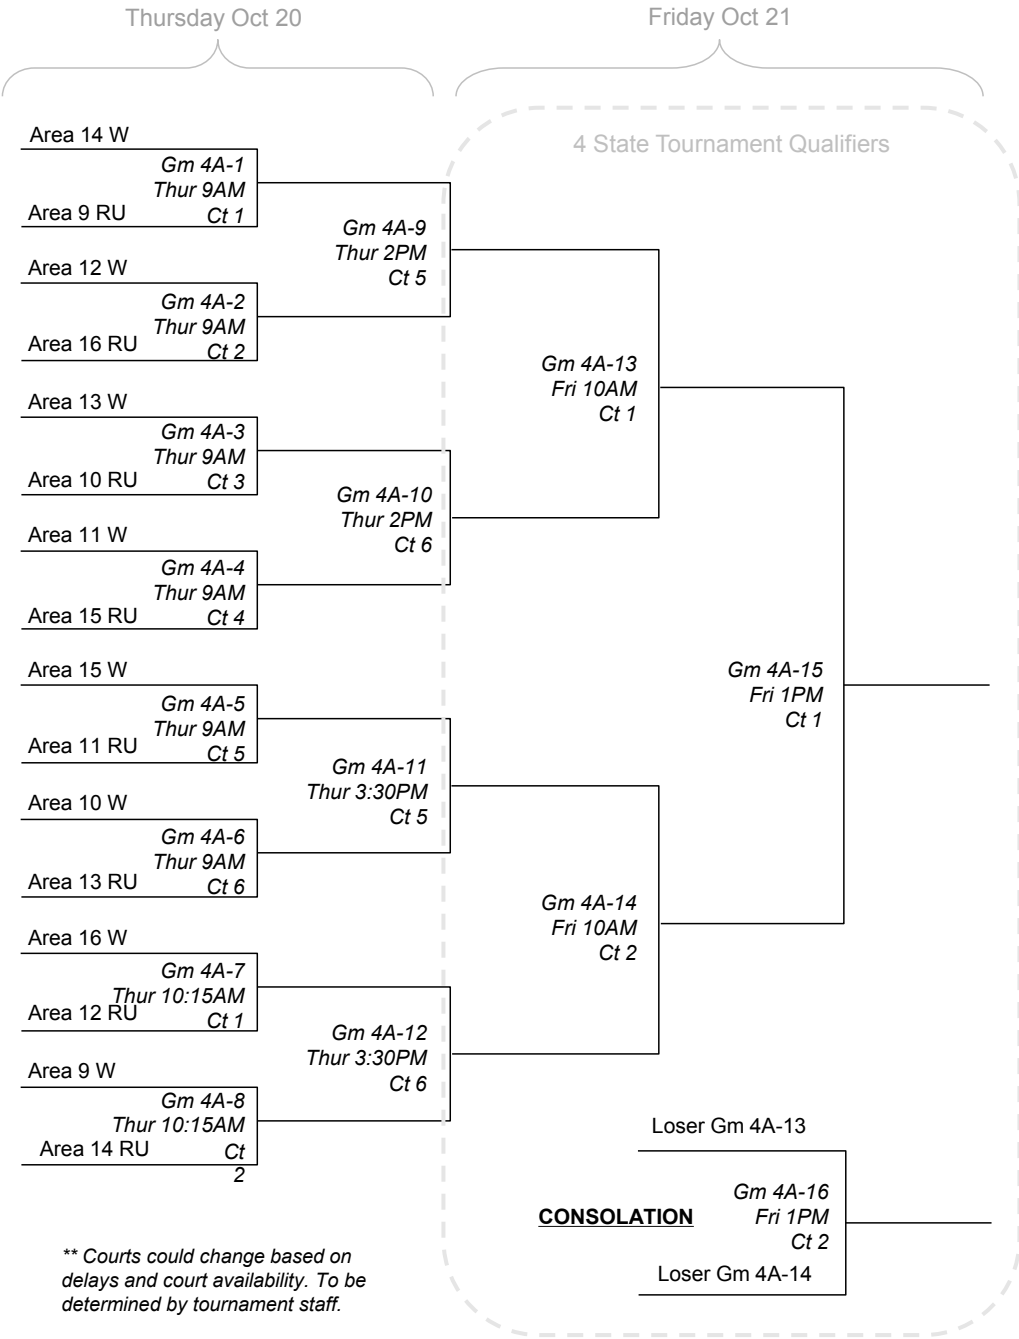 Thursday Oct 20
Friday Oct 21
4 State Tournament Qualifiers
Area 14 W
Gm 4A-1
Thur 9AM
Ct 1
Area 9 RU
Gm 4A-9
Thur 2PM
Ct 5
Area 12 W
Gm 4A-2
Thur 9AM
Ct 2
Area 16 RU
Gm 4A-13
Fri 10AM
Ct 1
Area 13 W
Gm 4A-3
Thur 9AM
Ct 3
Area 10 RU
Gm 4A-10
Thur 2PM
Ct 6
Area 11 W
Gm 4A-4
Thur 9AM
Ct 4
Area 15 RU
Gm 4A-15
Fri 1PM
Ct 1
Area 15 W
Gm 4A-5
Thur 9AM
Ct 5
Area 11 RU
Gm 4A-11
Thur 3:30PM
Ct 5
Area 10 W
Gm 4A-6
Thur 9AM
Ct 6
Area 13 RU
Gm 4A-14
Fri 10AM
Ct 2
Area 16 W
Gm 4A-7
Thur 10:15AM
Ct 1
Area 12 RU
Gm 4A-12
Thur 3:30PM
Ct 6
Area 9 W
Gm 4A-8
Thur 10:15AM
Ct
2
Area 14 RU
Loser Gm 4A-13
Gm 4A-16
Fri 1PM
Ct 2
CONSOLATION
Loser Gm 4A-14
** Courts could change based on
delays and court availability. To be
determined by tournament staff.